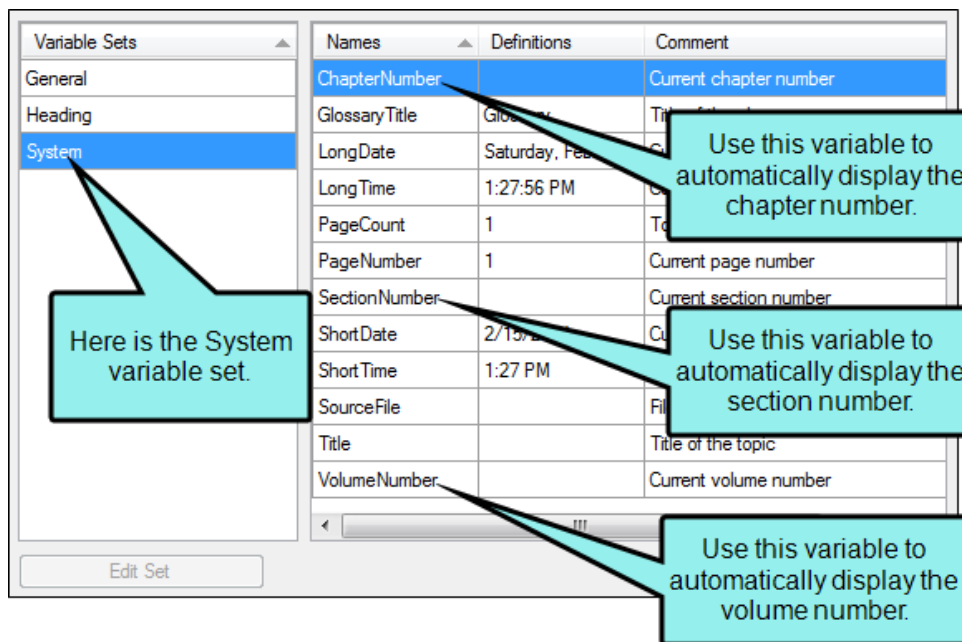 Variable Sets
General
Heading
System
Here is the System
variable set.
Edit Set
Names Definitions Comment
ChapterNumber Current chapter number
GlossaryTitle
LongDate Saturday,
LongTime 1:27:56 PM
PageCount 1
PageNumber 1 Current page number
SectionNumber Current section number
ShortDate
ShortTime 1:27 PM
SourceFile
Title Title of the topic
VolumeNumber Current volume number
Use this variable to
automatically display the
chapter number.
Use this variable to
automatically display the
section number.
Use this variable to
automatically display the
volume number.